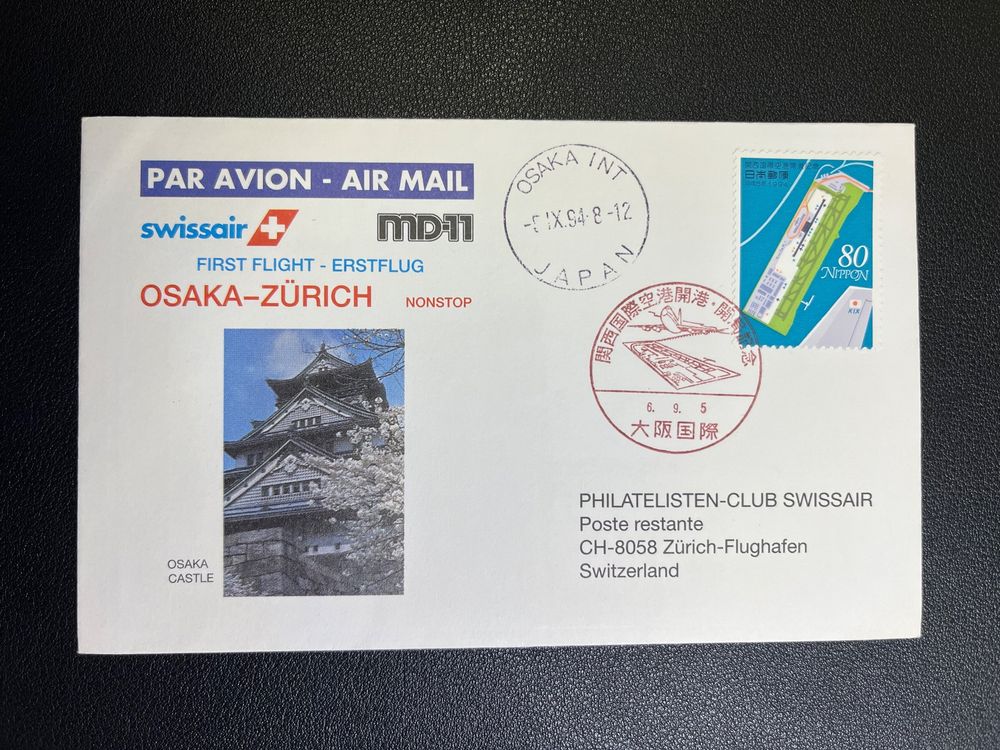 PAR AVION - AIR MAIL
swissair
MD-11
FIRST FLIGHT - ERSTFLUG
OSAKA–ZÜRICH NONSTOP
OSAKA
CASTLE
OSAKA INT
IX.94.8-12
JAPAN
日本郵便
1994
80
NIPPON
KIX
関西国際空港開港・開局記念
6. 9. 5
大阪国際
PHILATELISTEN-CLUB SWISSAIR
Poste restante
CH-8058 Zürich-Flughafen
Switzerland